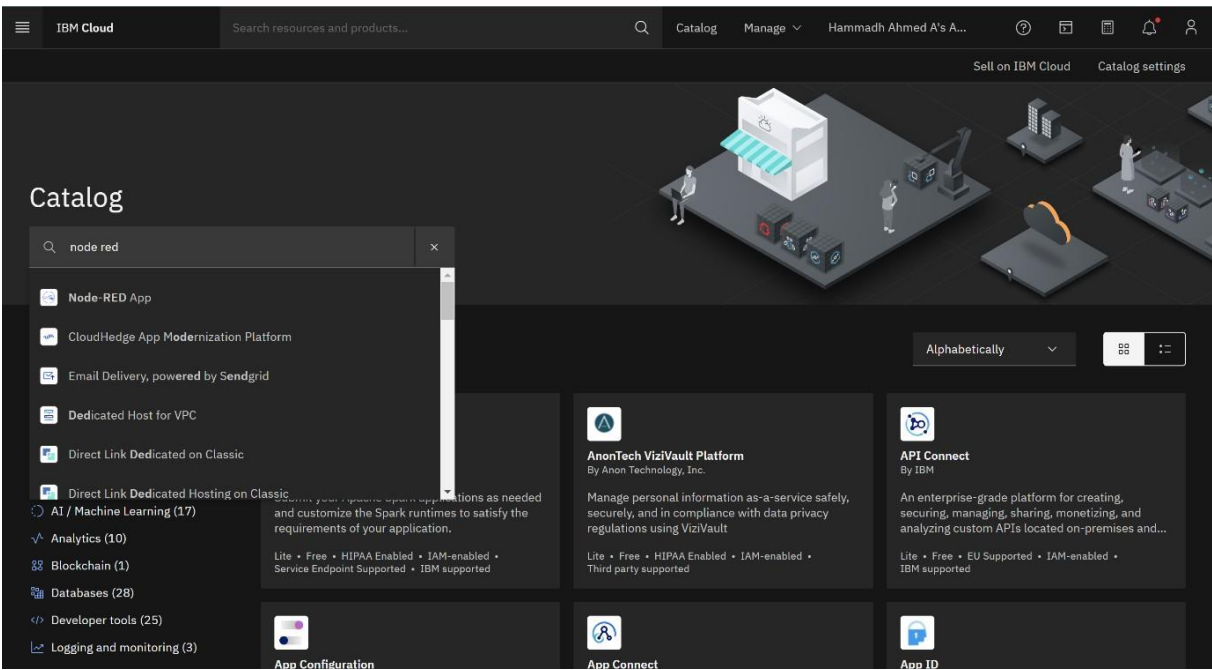 IBM Cloud
Search resources and products...
Catalog
Manage
Hammadh Ahmed A's A...
Sell on IBM Cloud
Catalog settings
Catalog
node red
Node-RED App
CloudHedge App Modernization Platform
Email Delivery, powered by Sendgrid
Dedicated Host for VPC
Direct Link Dedicated on Classic
Direct Link Dedicated Hosting on Classic
Alphabetically
AI / Machine Learning (17)
Analytics (10)
Blockchain (1)
Databases (28)
Developer tools (25)
Logging and monitoring (3)
as needed
and customize the Spark runtimes to satisfy the
requirements of your application.
Lite • Free • HIPAA Enabled • IAM-enabled •
Service Endpoint Supported • IBM supported
AnonTech ViziVault Platform
By Anon Technology, Inc.
Manage personal information as-a-service safely,
securely, and in compliance with data privacy
regulations using ViziVault
Lite • Free • HIPAA Enabled • IAM-enabled •
Third party supported
API Connect
By IBM
An enterprise-grade platform for creating,
securing, managing, sharing, monetizing, and
analyzing custom APIs located on-premises and...
Lite • Free • EU Supported • IAM-enabled •
IBM supported
App Configuration
App Connect
App ID